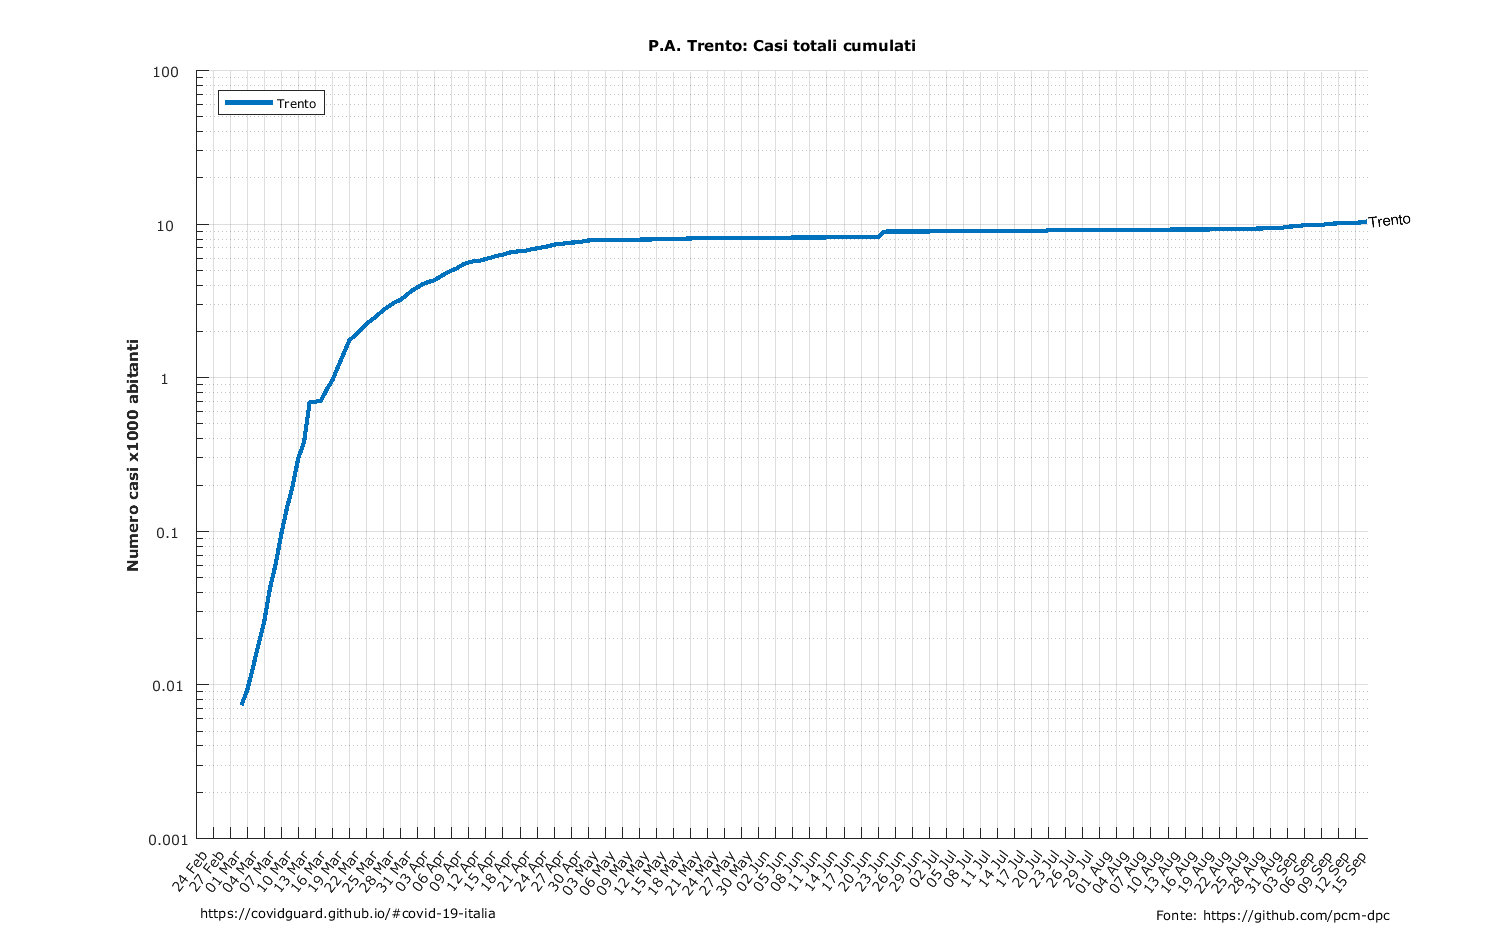 P.A. Trento: Casi totali cumulati
100
10
1
0.1
0.01
0.001
Numero casi x1000 abitanti
Trento
Trento
24 Feb
27 Feb
01 Mar
04 Mar
07 Mar
10 Mar
13 Mar
16 Mar
19 Mar
22 Mar
25 Mar
28 Mar
31 Mar
03 Apr
06 Apr
09 Apr
12 Apr
15 Apr
18 Apr
21 Apr
24 Apr
27 Apr
30 Apr
03 May
06 May
09 May
12 May
15 May
18 May
21 May
24 May
27 May
30 May
02 Jun
05 Jun
08 Jun
11 Jun
14 Jun
17 Jun
20 Jun
23 Jun
26 Jun
29 Jun
02 Jul
05 Jul
08 Jul
11 Jul
14 Jul
17 Jul
20 Jul
23 Jul
26 Jul
29 Jul
01 Aug
04 Aug
07 Aug
10 Aug
13 Aug
16 Aug
19 Aug
22 Aug
25 Aug
28 Aug
31 Aug
03 Sep
06 Sep
09 Sep
12 Sep
15 Sep
https://covidguard.github.io/#covid-19-italia
Fonte: https://github.com/pcm-dpc